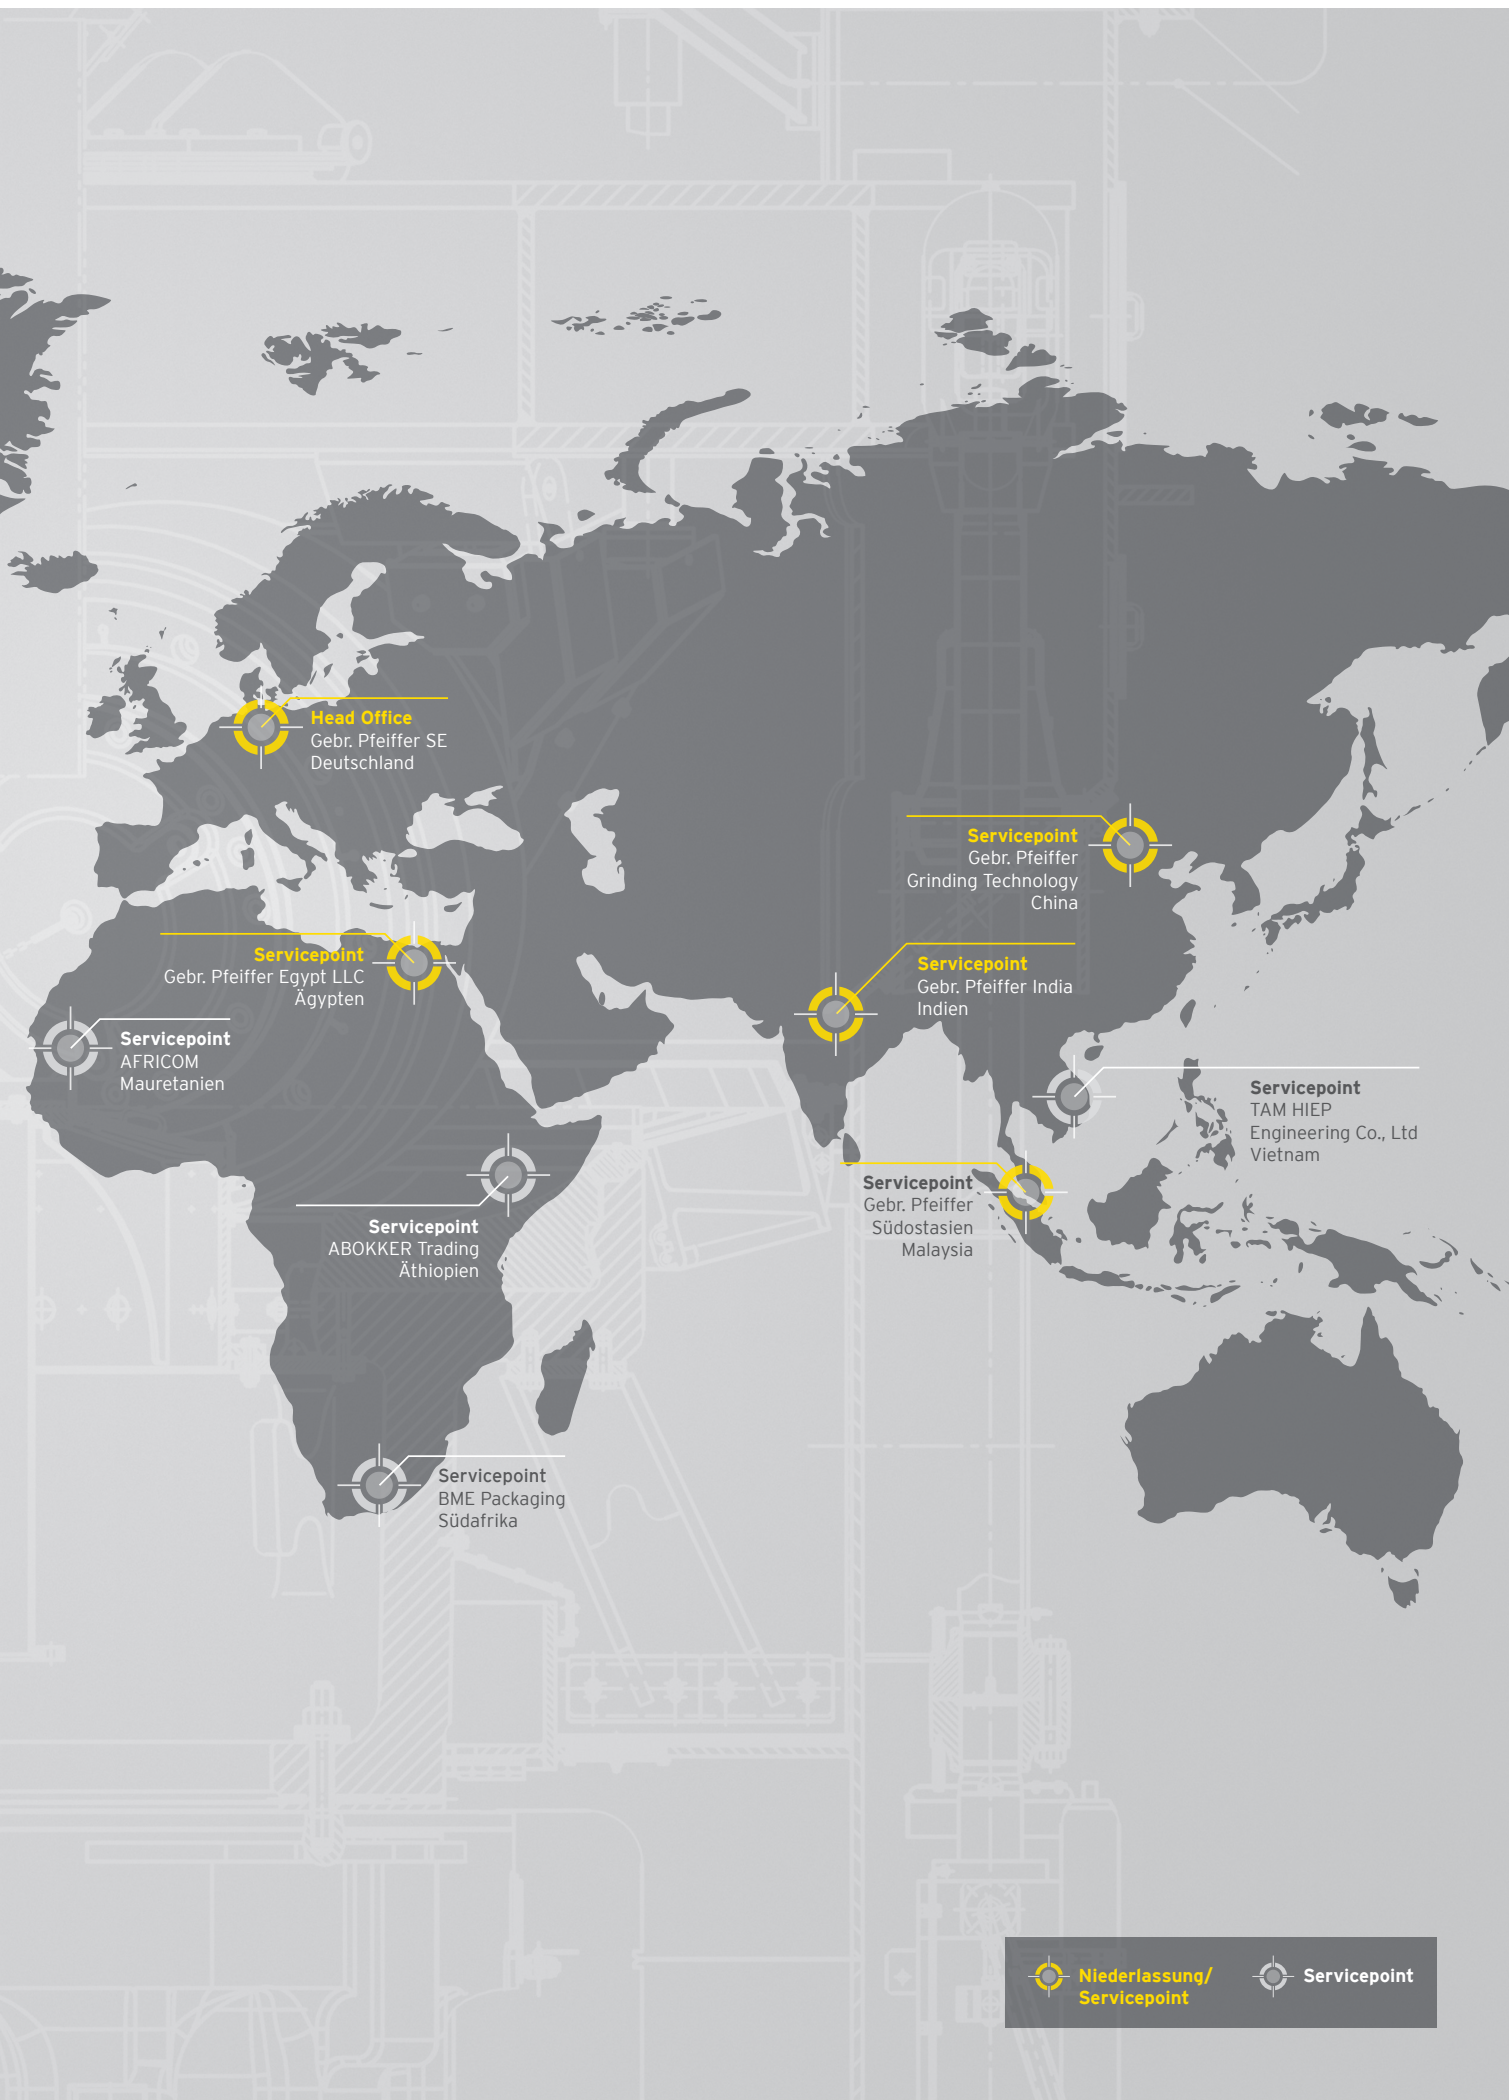 Head Office
Gebr. Pfeiffer SE
Deutschland
Servicepoint
Gebr. Pfeiffer
Grinding Technology
China
Servicepoint
Gebr. Pfeiffer Egypt LLC
Ägypten
Servicepoint
Gebr. Pfeiffer India
Indien
Servicepoint
AFRICOM
Mauretanien
Servicepoint
TAM HIEP
Engineering Co., Ltd
Vietnam
Servicepoint
Gebr. Pfeiffer
Südostasien
Malaysia
Servicepoint
ABOKKER Trading
Äthiopien
Servicepoint
BME Packaging
Südafrika
Niederlassung/
Servicepoint
Servicepoint